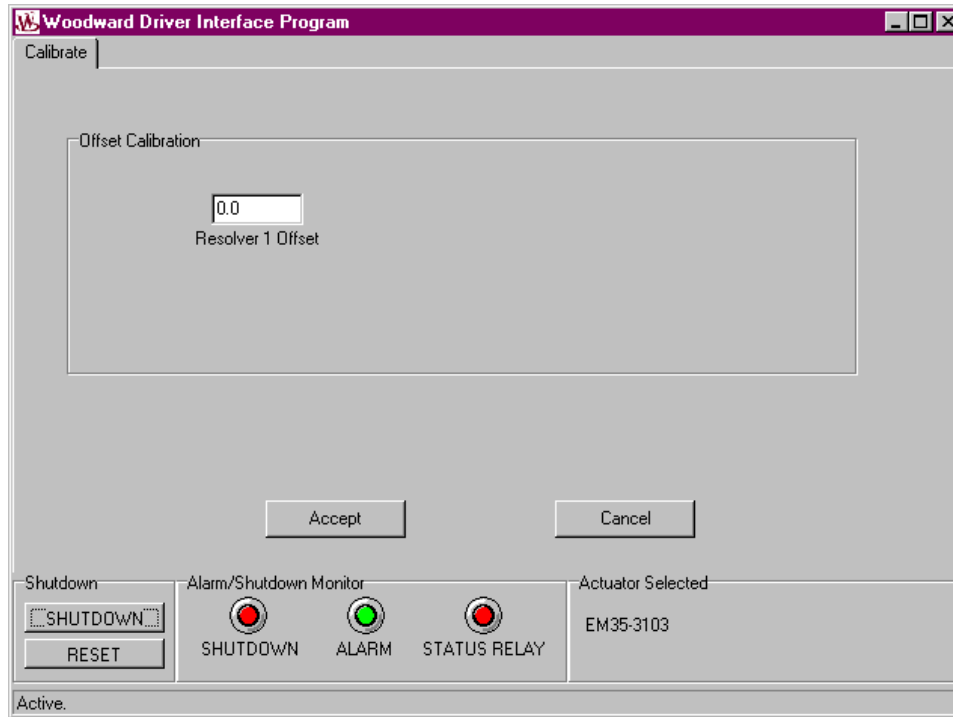 Woodward Driver Interface Program
Calibrate
Offset Calibration
0.0
Resolver 1 Offset
Accept
Cancel
Shutdown
SHUTDOWN
RESET
Alarm/Shutdown Monitor
SHUTDOWN
ALARM
STATUS RELAY
Actuator Selected
EM35-3103
Active.